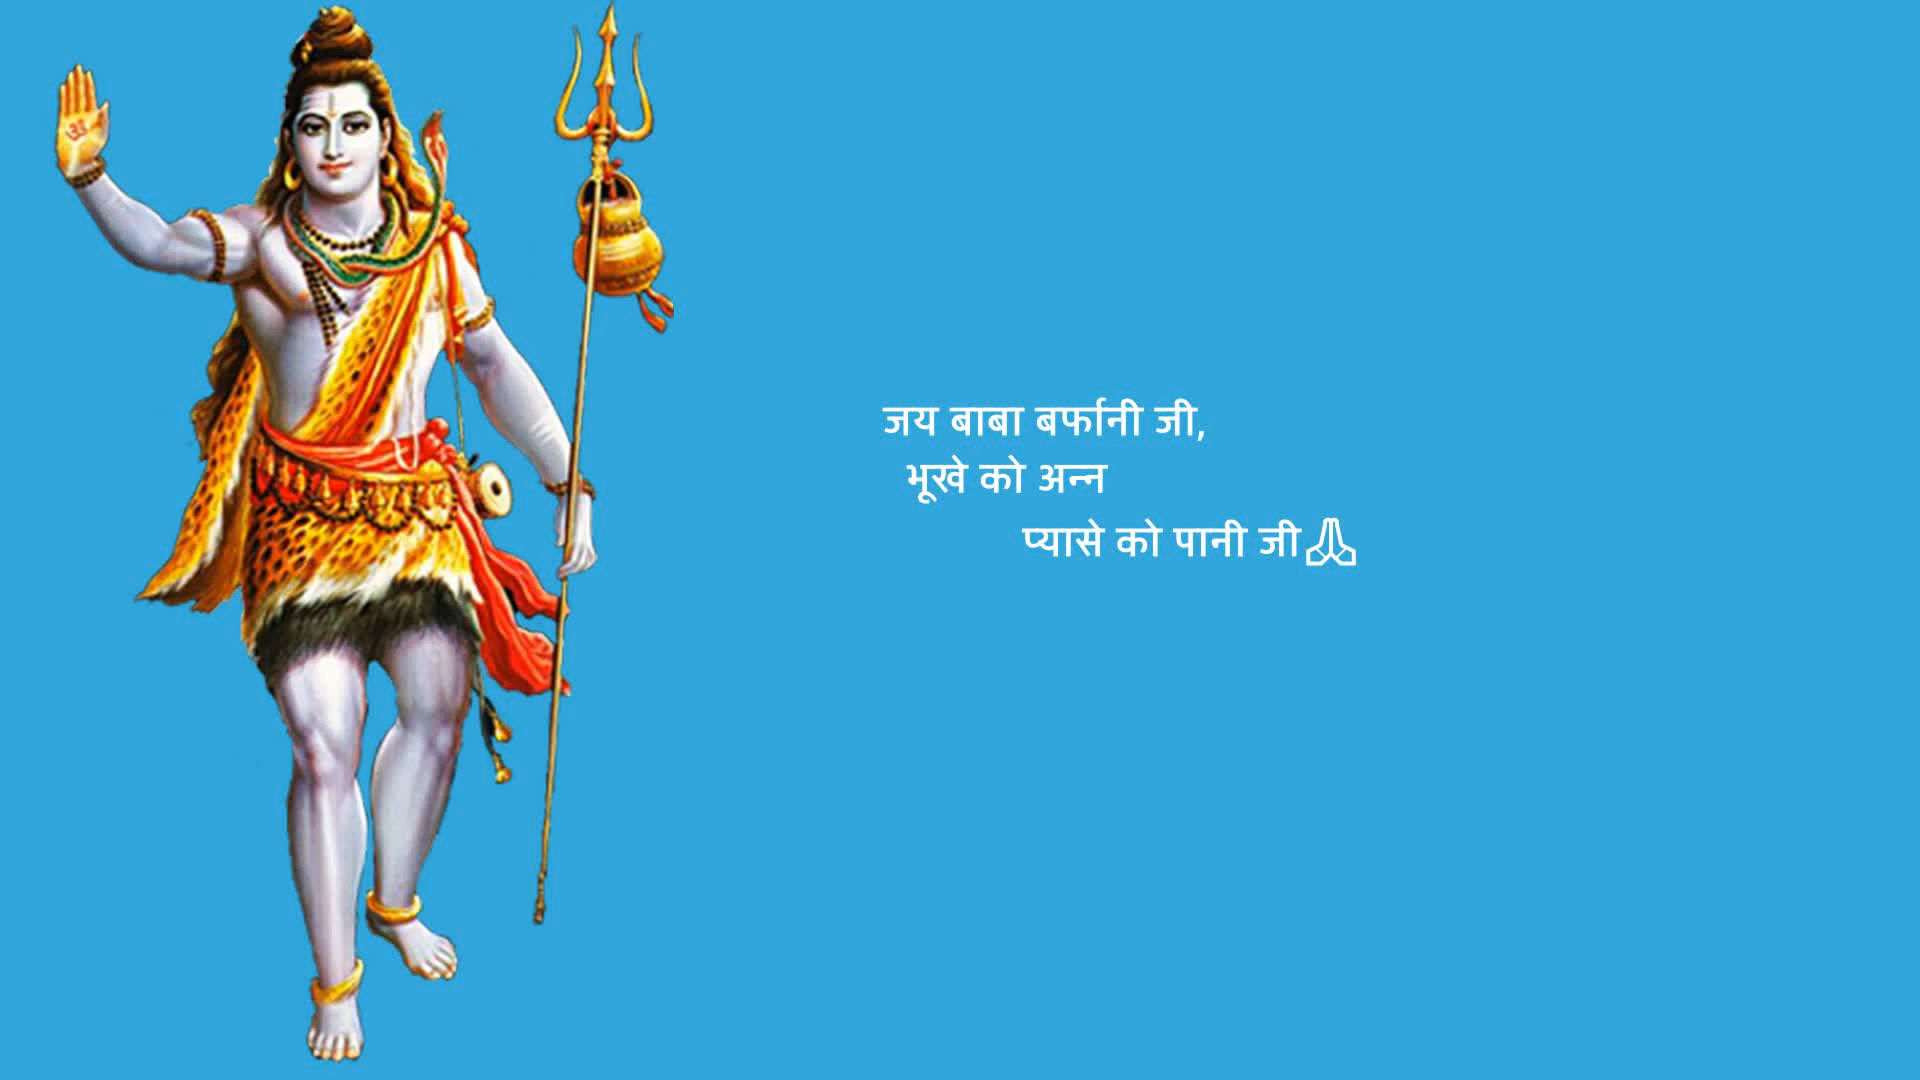 जय बाबा बर्फानी जी,
भूखे को अन्न
प्यासे को पानी जी🙏